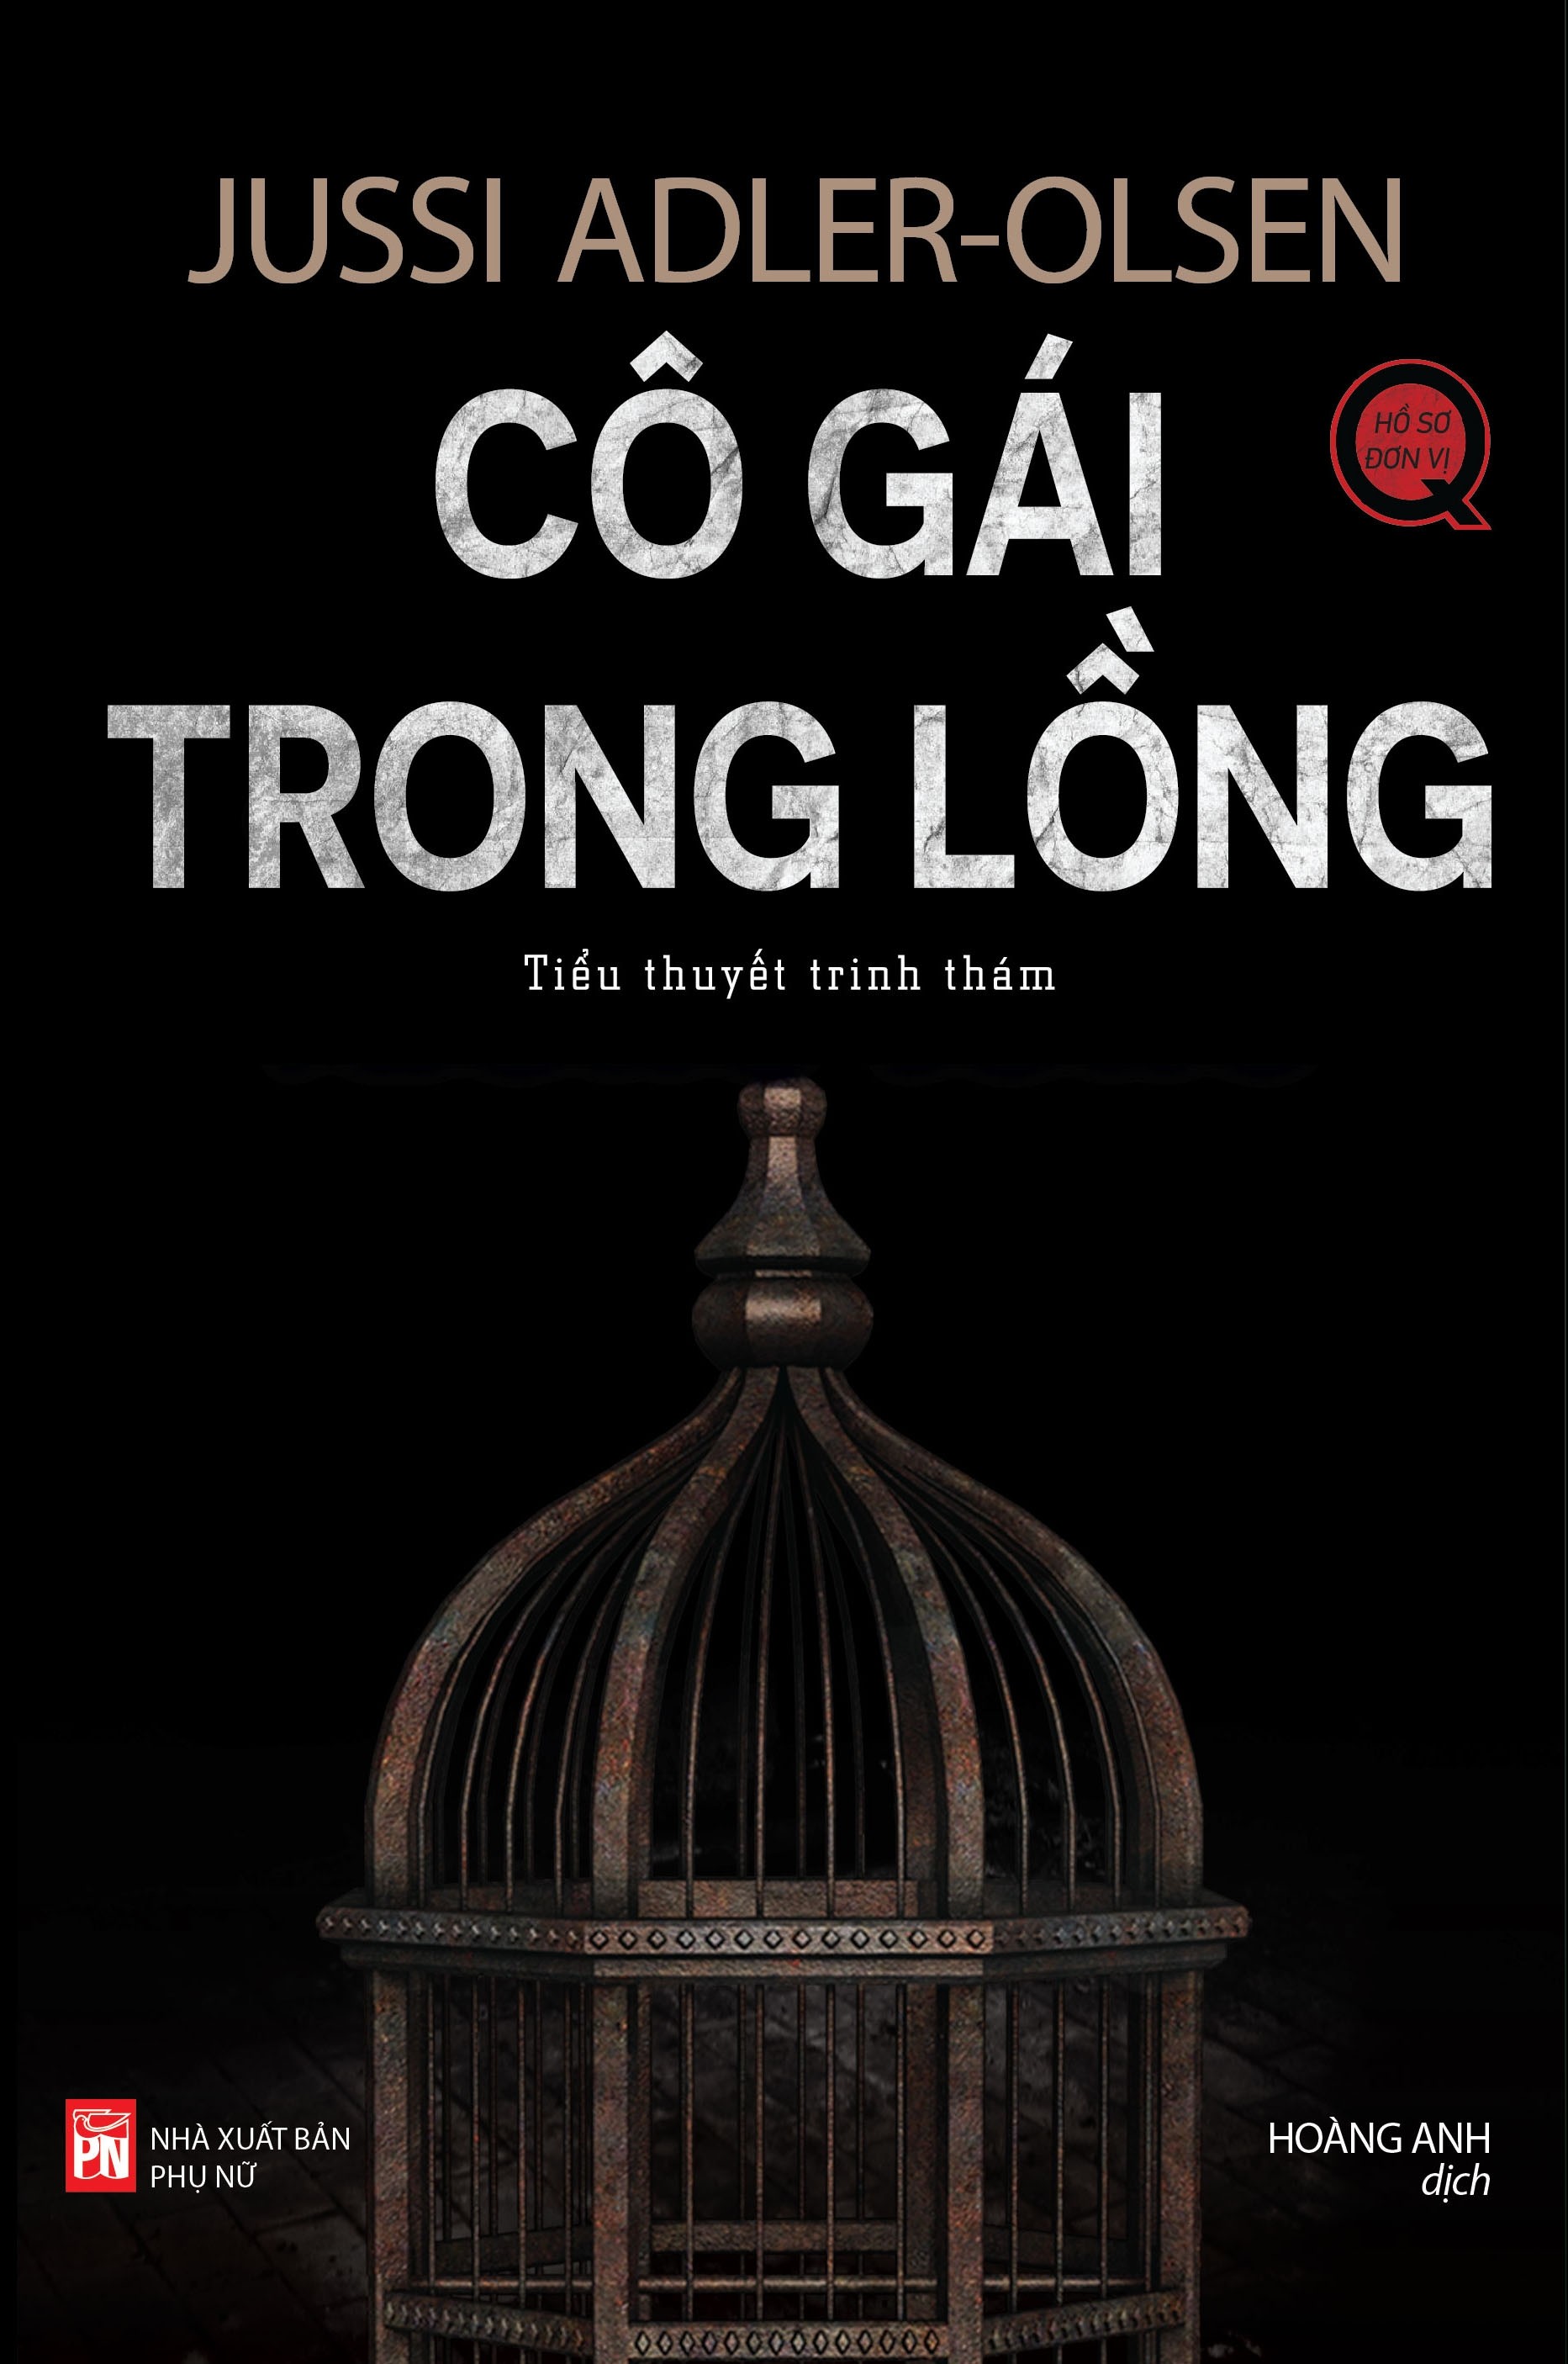 JUSSI ADLER-OLSEN
CÔ GÁI
HỒ SƠ
ĐƠN VỊ
Q
TRONG LỒNG
Tiểu thuyết trinh thám
PN
NHÀ XUẤT BẢN
PHỤ NỮ
HOÀNG ANH
dịch